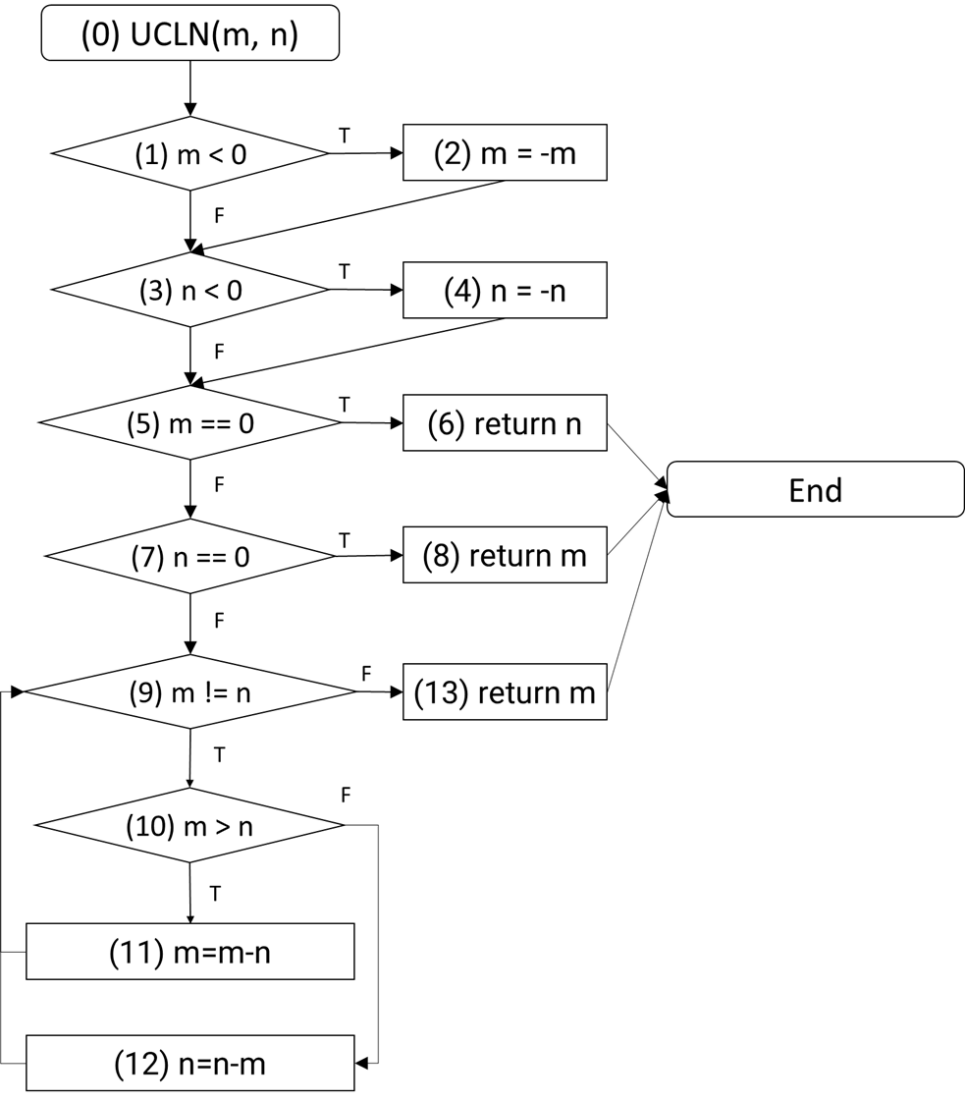 (0) UCLN(m, n)
T
(1) m < 0
(2) m = -m
F
T
(3) n < 0
(4) n = -n
F
T
(5) m == 0
(6) return n
F
End
T
(7) n == 0
(8) return m
F
F
(9) m != n
(13) return m
T
F
(10) m > n
T
(11) m=m-n
(12) n=n-m